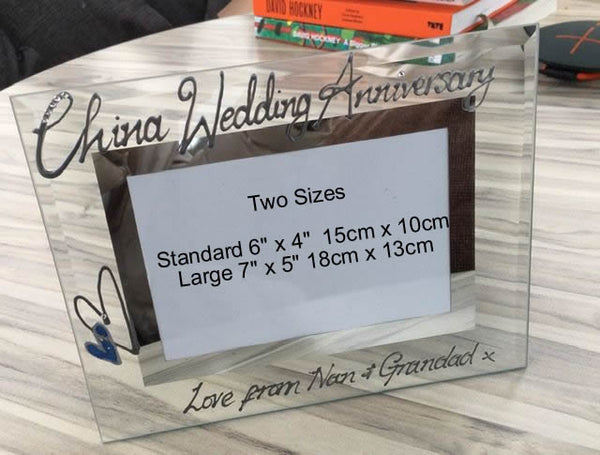 DAVID HOCKNEY
TATE
DAVID HOCKNEY
China Wedding Anniversary
Two Sizes
Standard 6" x 4" 15cm x 10cm
Large 7" x 5" 18cm x 13cm
Love from Nan & Grandad x